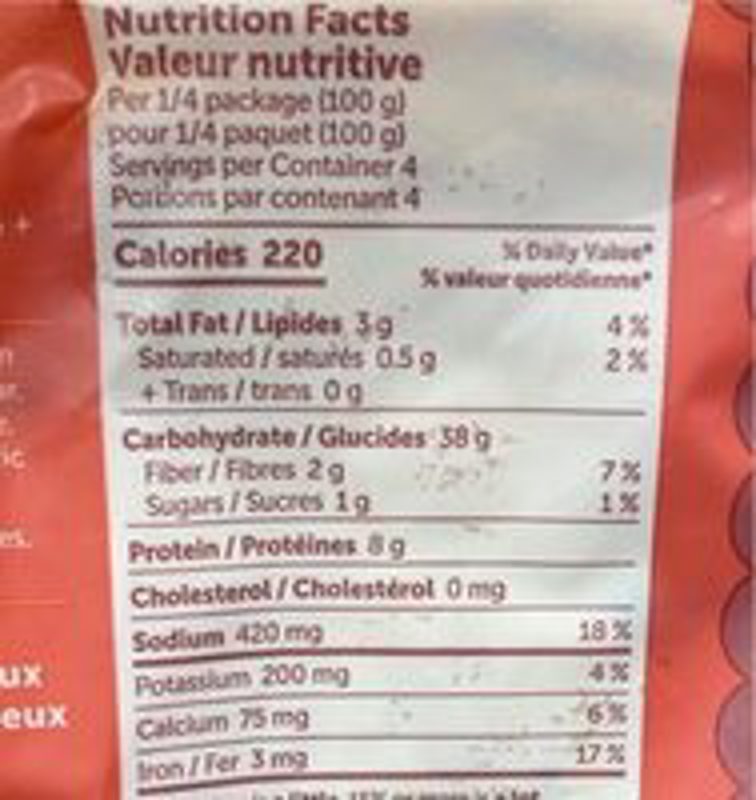 Nutrition Facts
Valeur nutritive
Per 1/4 package (100 g)
pour 1/4 paquet (100 g)
Servings per Container 4
Portions par contenant 4
Calories 220
% Daily Value*
% valeur quotidienne*
Total Fat / Lipides 3 g 4 %
Saturated / saturés 0.5 g 2 %
+ Trans / trans 0 g
Carbohydrate / Glucides 38 g
Fiber / Fibres 2 g 7 %
Sugars / Sucres 1 g 1 %
Protein / Protéines 8 g
Cholesterol / Cholestérol 0 mg
Sodium 420 mg 18 %
Potassium 200 mg 4 %
Calcium 75 mg 6 %
Iron / Fer 3 mg 17 %
ux
eux